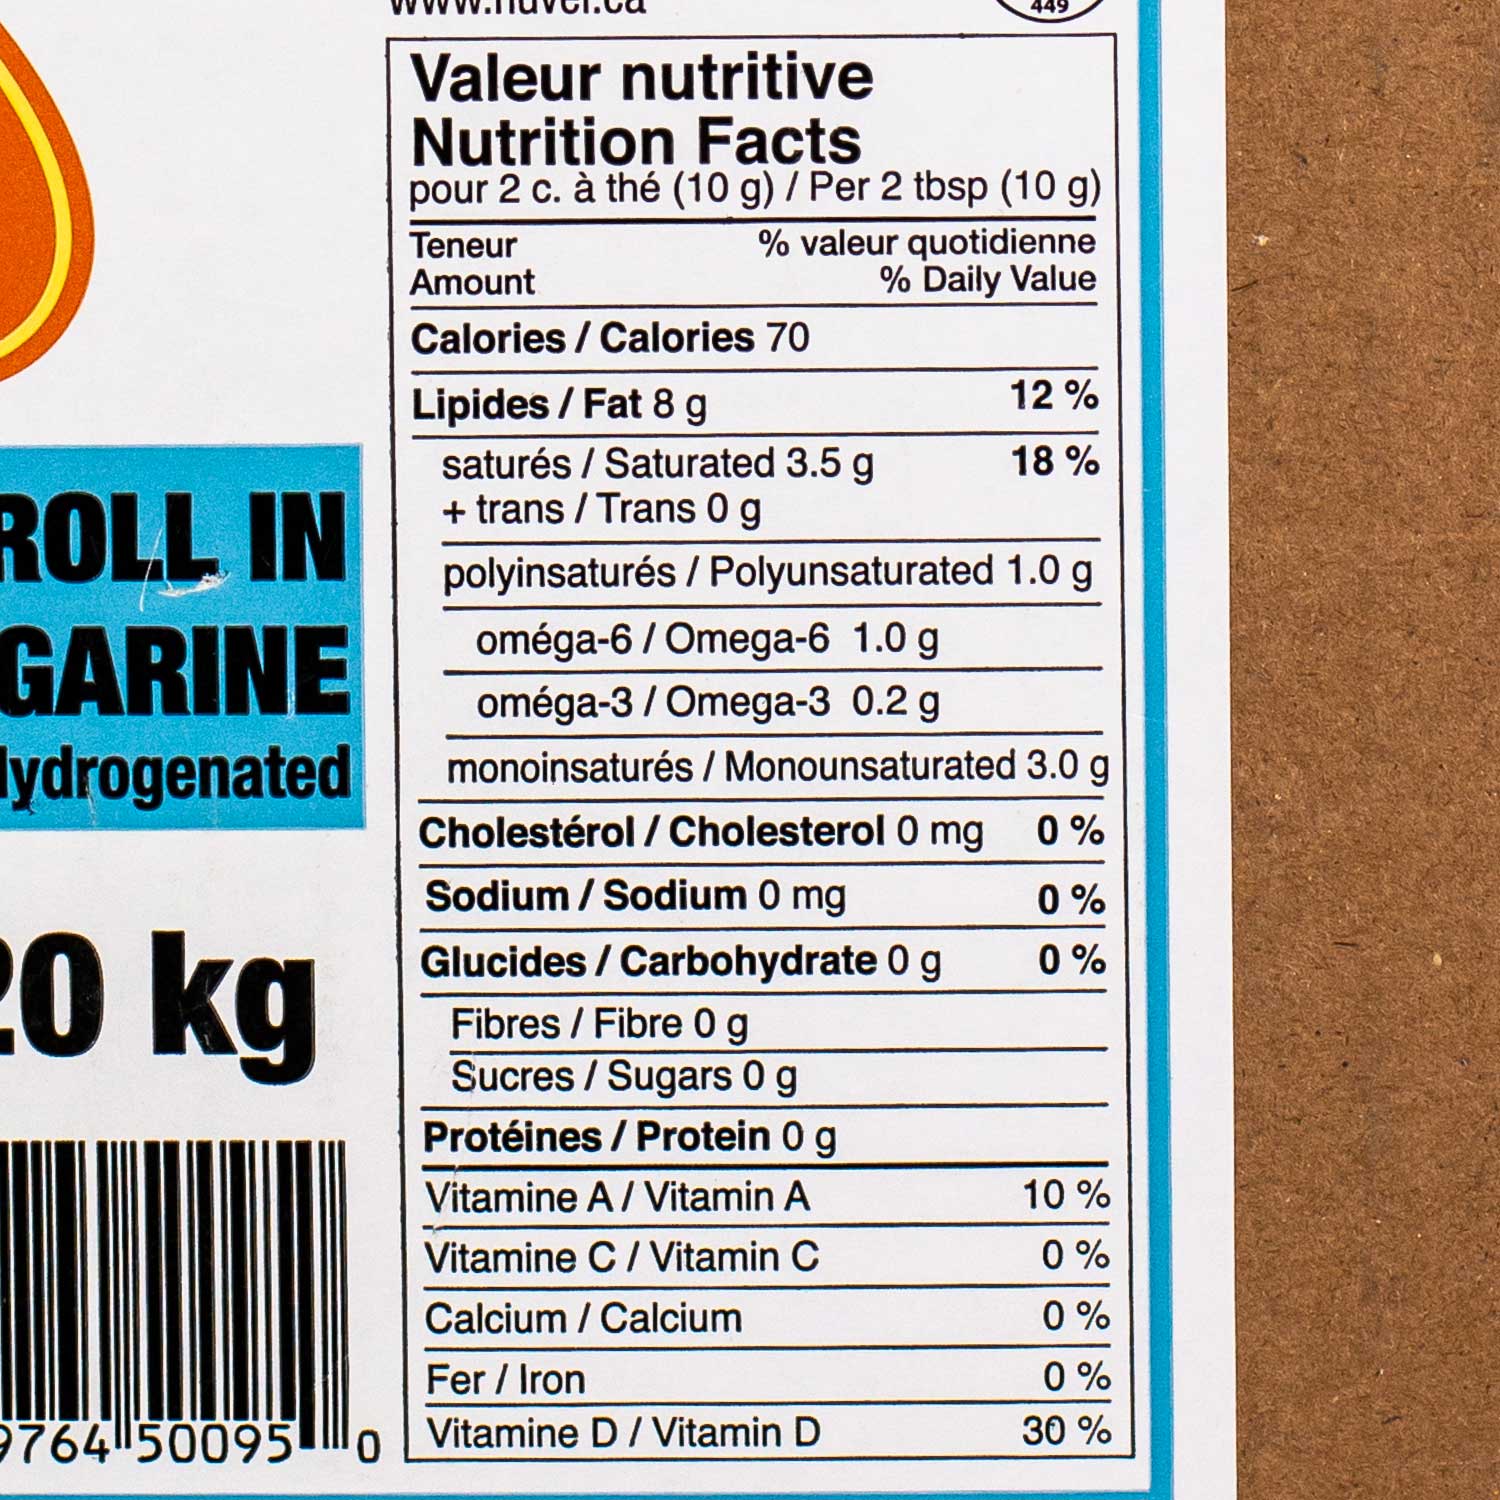 www.nuvel.ca
449
Valeur nutritive
Nutrition Facts
pour 2 c. à thé (10 g) / Per 2 tbsp (10 g)
Teneur % valeur quotidienne
Amount % Daily Value
Calories / Calories 70
Lipides / Fat 8 g 12 %
saturés / Saturated 3.5 g 18 %
+ trans / Trans 0 g
polyinsaturés / Polyunsaturated 1.0 g
oméga-6 / Omega-6 1.0 g
oméga-3 / Omega-3 0.2 g
monoinsaturés / Monounsaturated 3.0 g
Cholestérol / Cholesterol 0 mg 0 %
Sodium / Sodium 0 mg 0 %
Glucides / Carbohydrate 0 g 0 %
Fibres / Fibre 0 g
Sucres / Sugars 0 g
Protéines / Protein 0 g
Vitamine A / Vitamin A 10 %
Vitamine C / Vitamin C 0 %
Calcium / Calcium 0 %
Fer / Iron 0 %
Vitamine D / Vitamin D 30 %
ROLL IN
GARINE
ydrogenated
20 kg
9764 50095 0